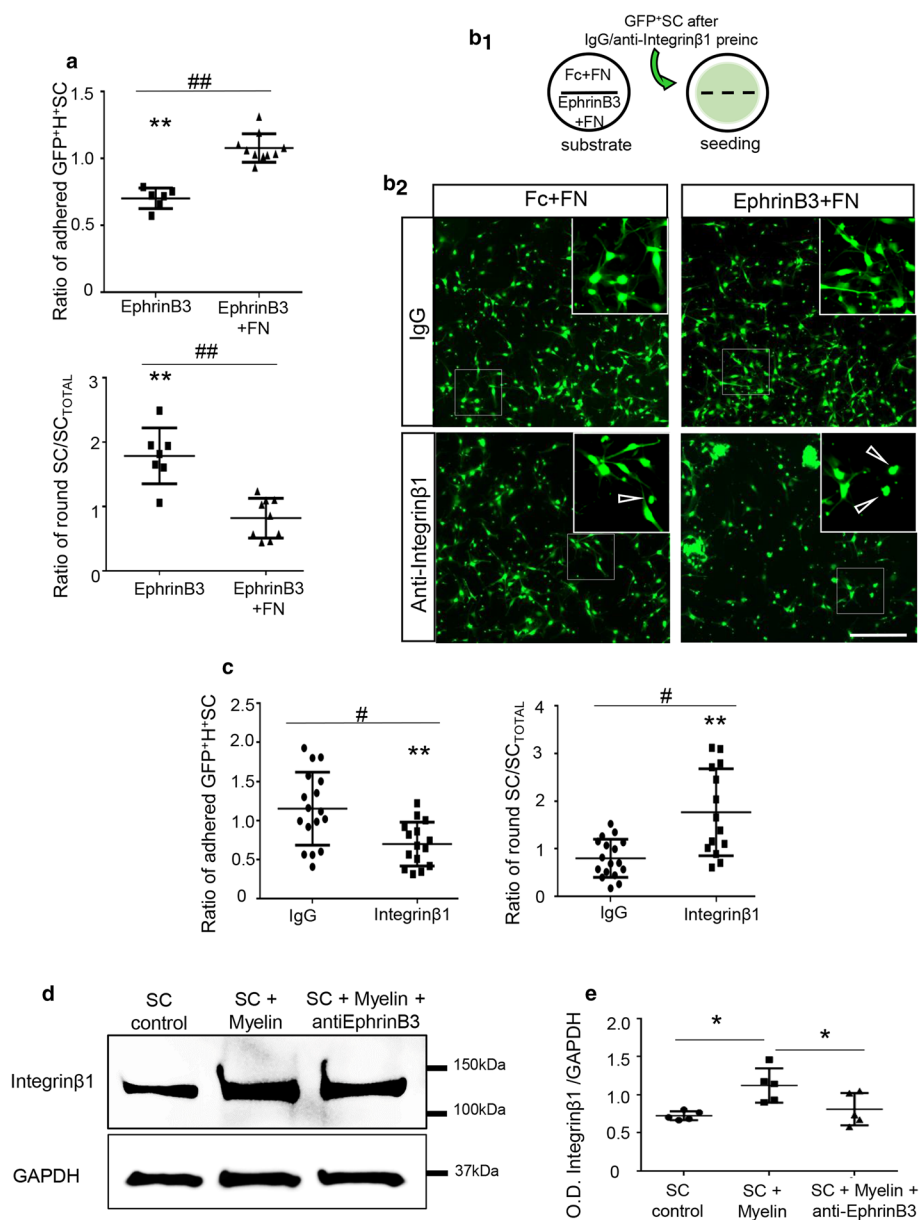 a
##
**
Ratio of adhered GFP+H+SC
1.5
1.0
0.5
0
EphrinB3
EphrinB3
+FN
##
**
Ratio of round SC/SCTOTAL
3
2
1
0
EphrinB3
EphrinB3
+FN
b1
GFP+SC after
IgG/anti-Integrinβ1 preinc
Fc+FN
EphrinB3
+FN
substrate
seeding
b2
Fc+FN
EphrinB3+FN
IgG
Anti-Integrinβ1
c
#
**
Ratio of adhered GFP+H+SC
2.5
2.0
1.5
1.0
0.5
0
IgG
Integrinβ1
#
**
Ratio of round SC/SCTOTAL
4
3
2
1
0
IgG
Integrinβ1
d
SC
control
SC +
Myelin
SC + Myelin +
antiEphrinB3
Integrinβ1
150kDa
100kDa
GAPDH
37kDa
e
*
*
O.D. Integrinβ1 /GAPDH
2.0
1.5
1.0
0.5
0
SC
control
SC +
Myelin
SC + Myelin +
anti-EphrinB3